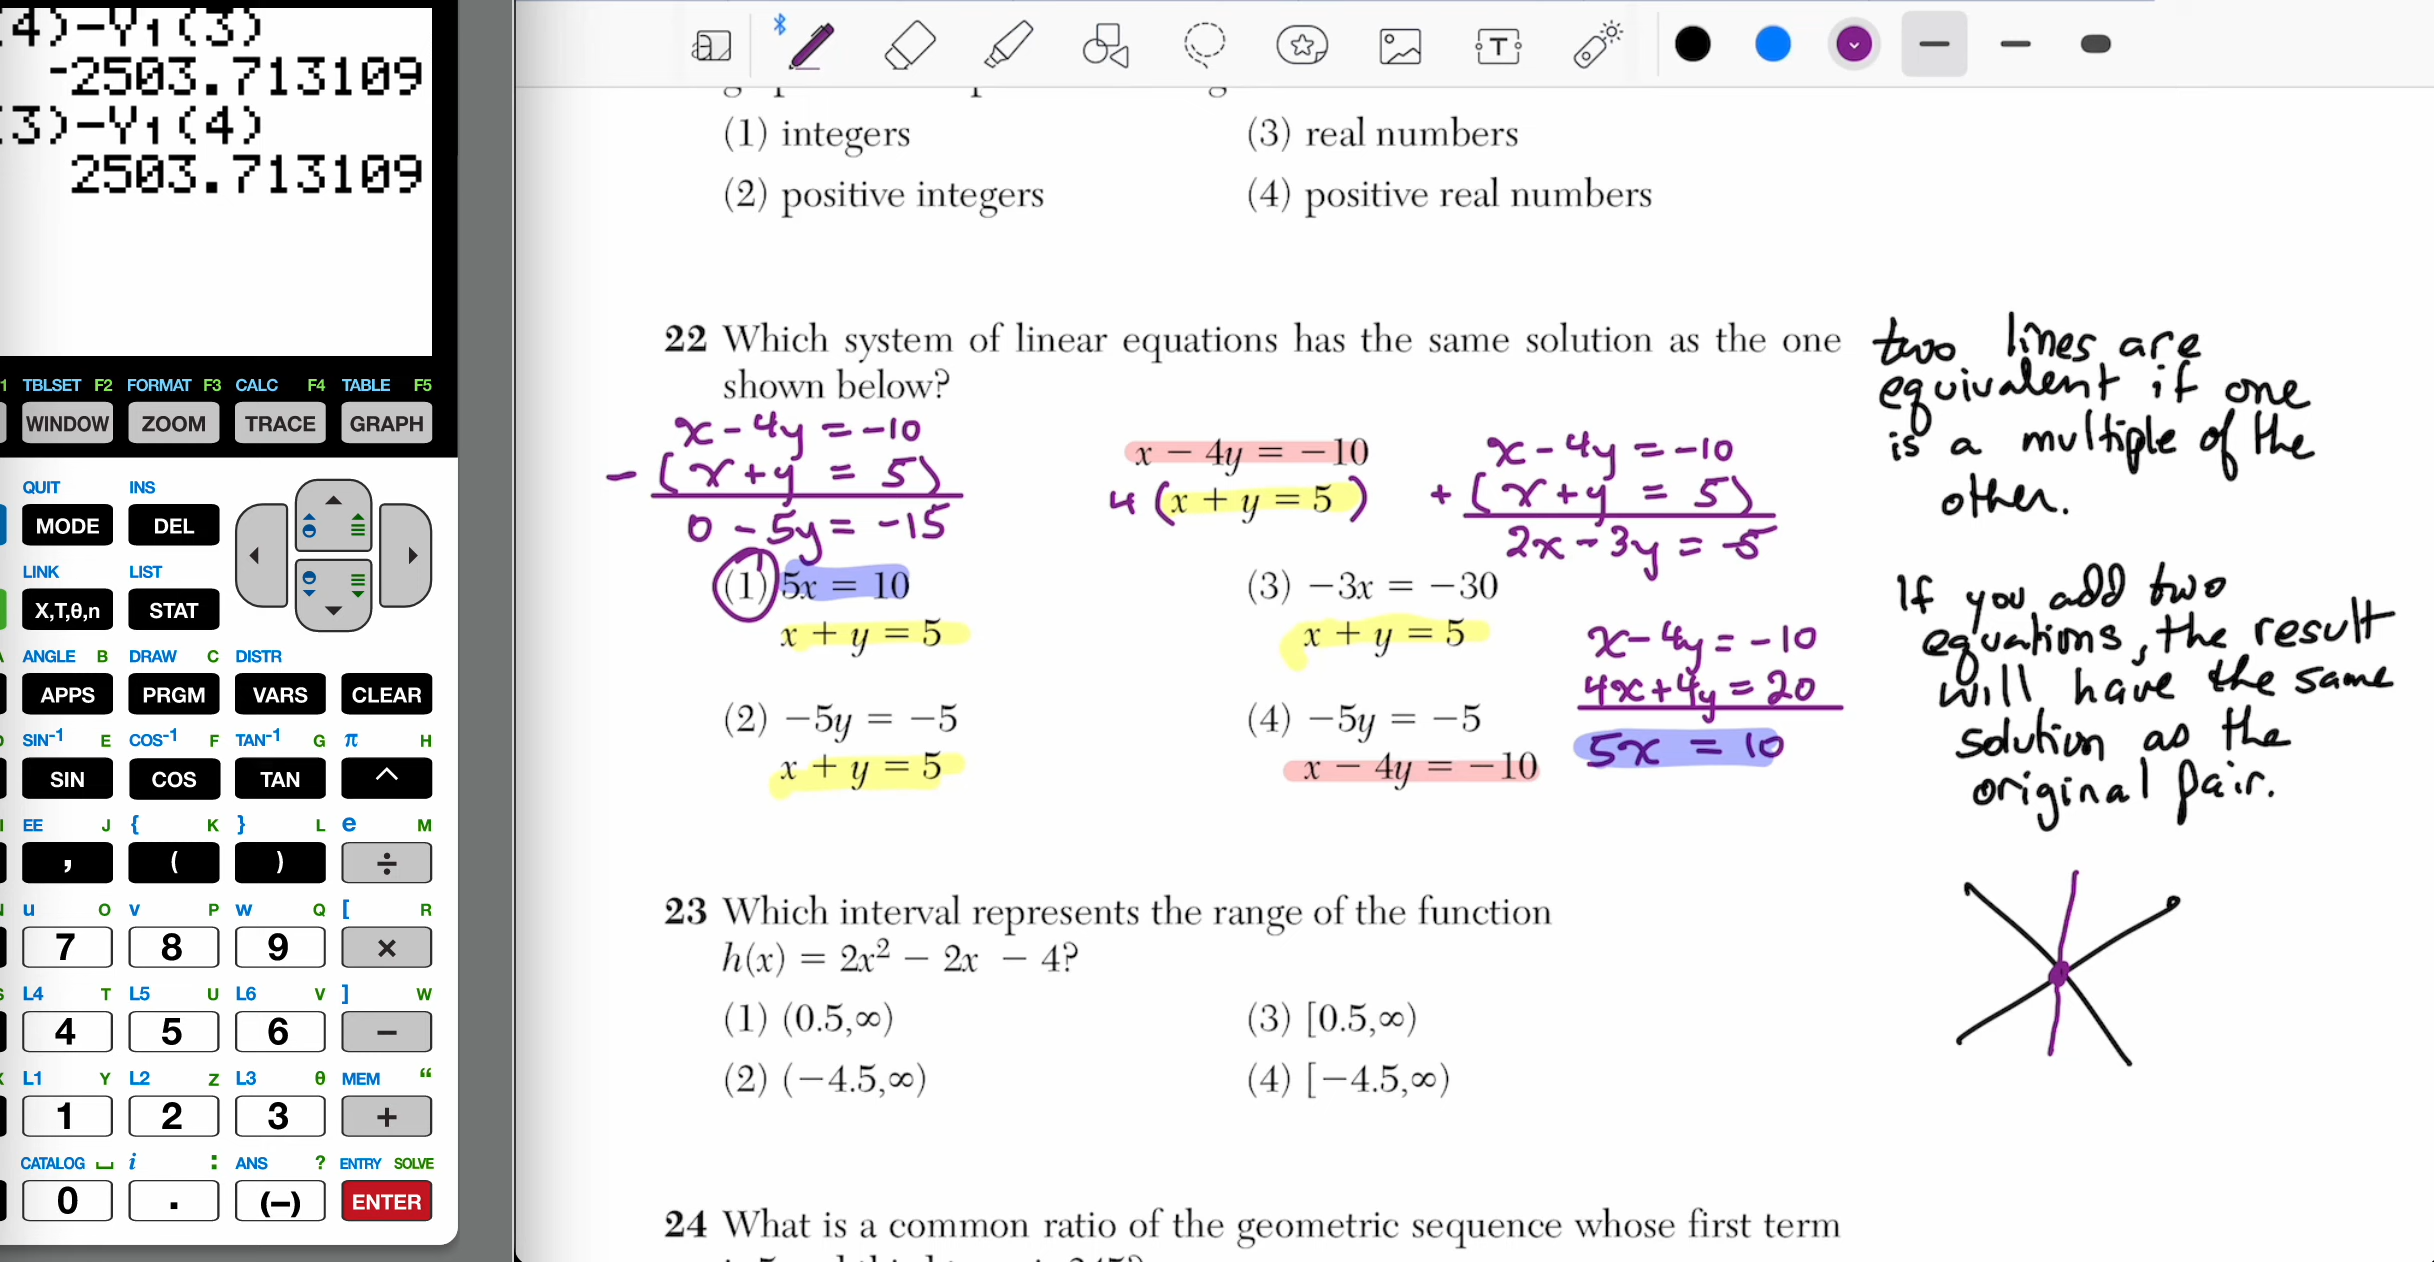 4)-Y1(3)
-2503.713109
3)-Y1(4)
2503.713109
TBLSET F2 FORMAT F3 CALC F4 TABLE F5
WINDOW ZOOM TRACE GRAPH
QUIT INS
MODE DEL
LINK LIST
X,T,θ,n STAT
ANGLE B DRAW C DISTR
APPS PRGM VARS CLEAR
SIN-1 E COS-1 F TAN-1 G π H
SIN COS TAN ^
EE J { K } L e M
, ( ) ÷
u O v P w Q [ R
7 8 9 ×
L4 T L5 U L6 V ] W
4 5 6 −
L1 Y L2 Z L3 θ MEM “
1 2 3 +
CATALOG ⎵ i : ANS ? ENTRY SOLVE
0 . (−) ENTER
(1) integers
(3) real numbers
(2) positive integers
(4) positive real numbers
22 Which system of linear equations has the same solution as the one
shown below?
x - 4y = -10
- (x + y = 5)
0 - 5y = -15
x − 4y = −10
4 (x + y = 5)
x - 4y = -10
+ (x + y = 5)
2x - 3y = -5
(1) 5x = 10
x + y = 5
(3) −3x = −30
x + y = 5
(2) −5y = −5
x + y = 5
(4) −5y = −5
x − 4y = −10
x - 4y = -10
4x + 4y = 20
5x = 10
two lines are
equivalent if one
is a multiple of the
other.
If you add two
equations, the result
will have the same
solution as the
original pair.
23 Which interval represents the range of the function
h(x) = 2x² − 2x − 4?
(1) (0.5,∞)
(3) [0.5,∞)
(2) (−4.5,∞)
(4) [−4.5,∞)
24 What is a common ratio of the geometric sequence whose first term